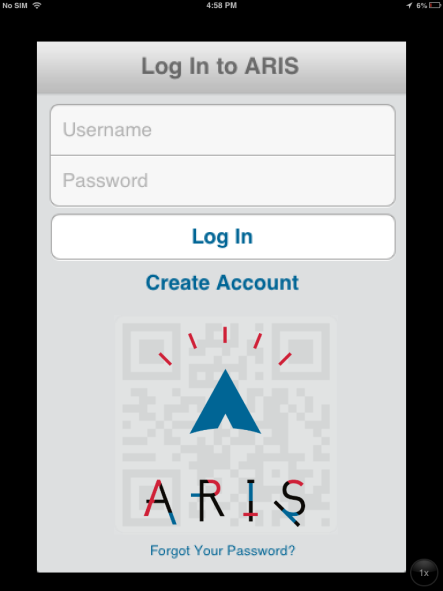 No SIM 4:58 PM 6%
Log In to ARIS
Username
Password
Log In
Create Account
ARIS
Forgot Your Password?
1x